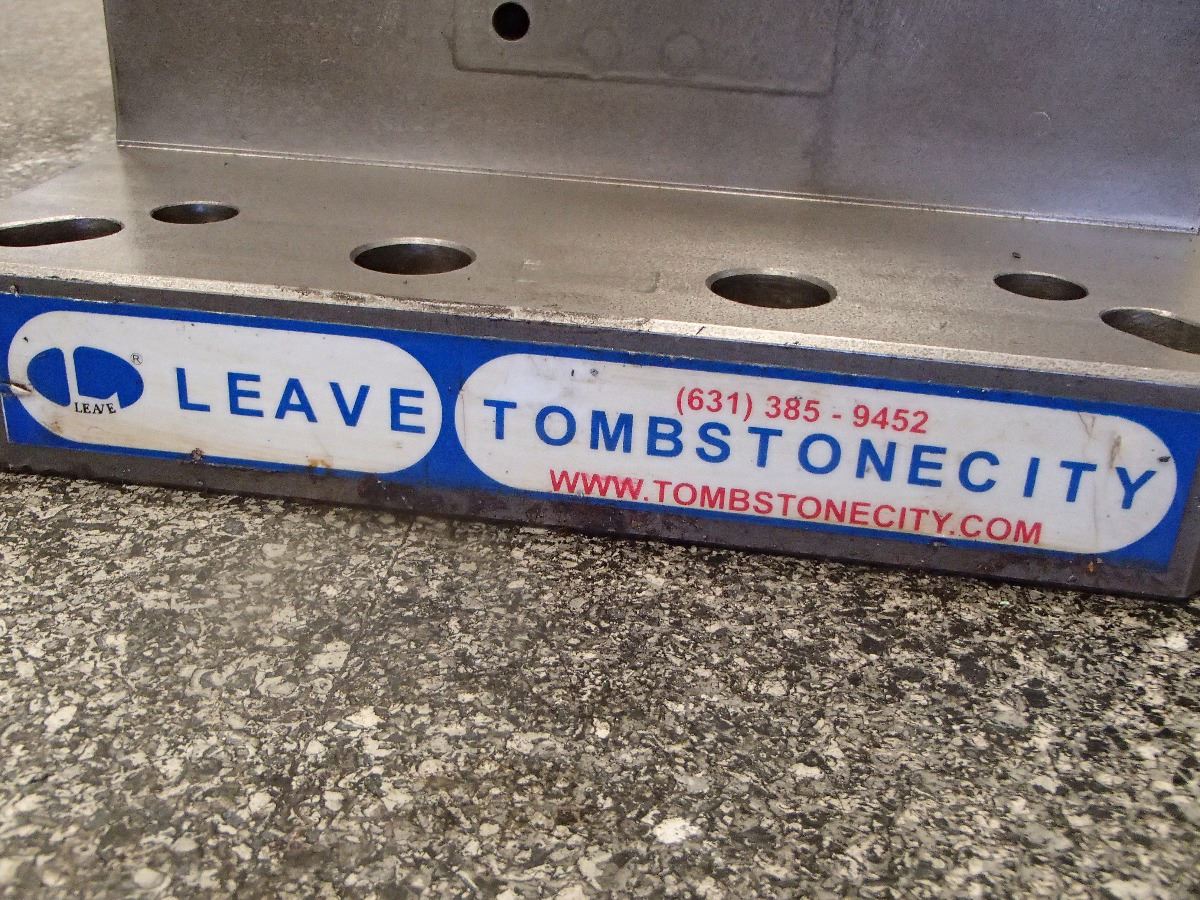 ®
LEAVE
LEAVE
(631) 385 - 9452
TOMBSTONECITY
WWW.TOMBSTONECITY.COM